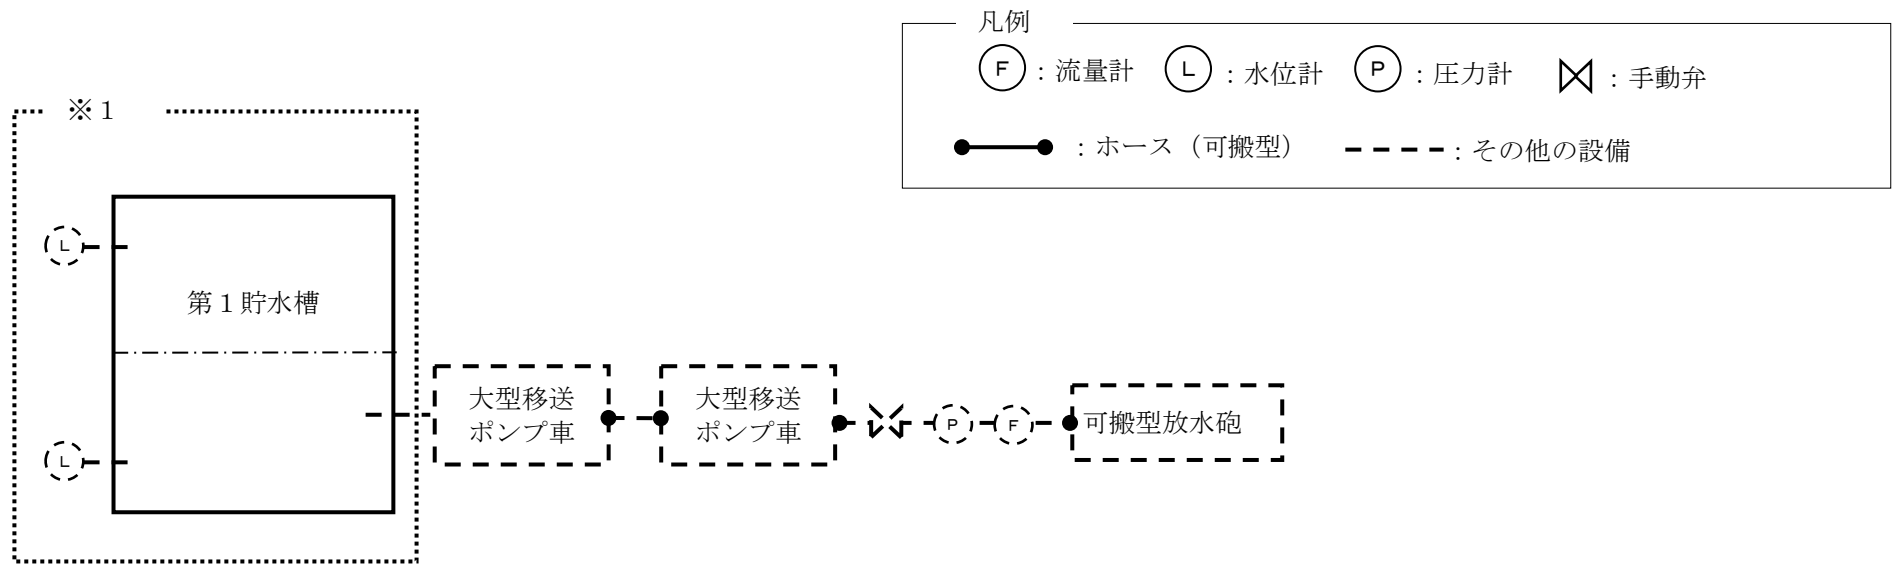 凡例
F ：流量計 L ：水位計 P ：圧力計 ：手動弁
：ホース（可搬型） ：その他の設備
※１
L
第１貯水槽
大型移送
ポンプ車
大型移送
ポンプ車
P
F
可搬型放水砲
L